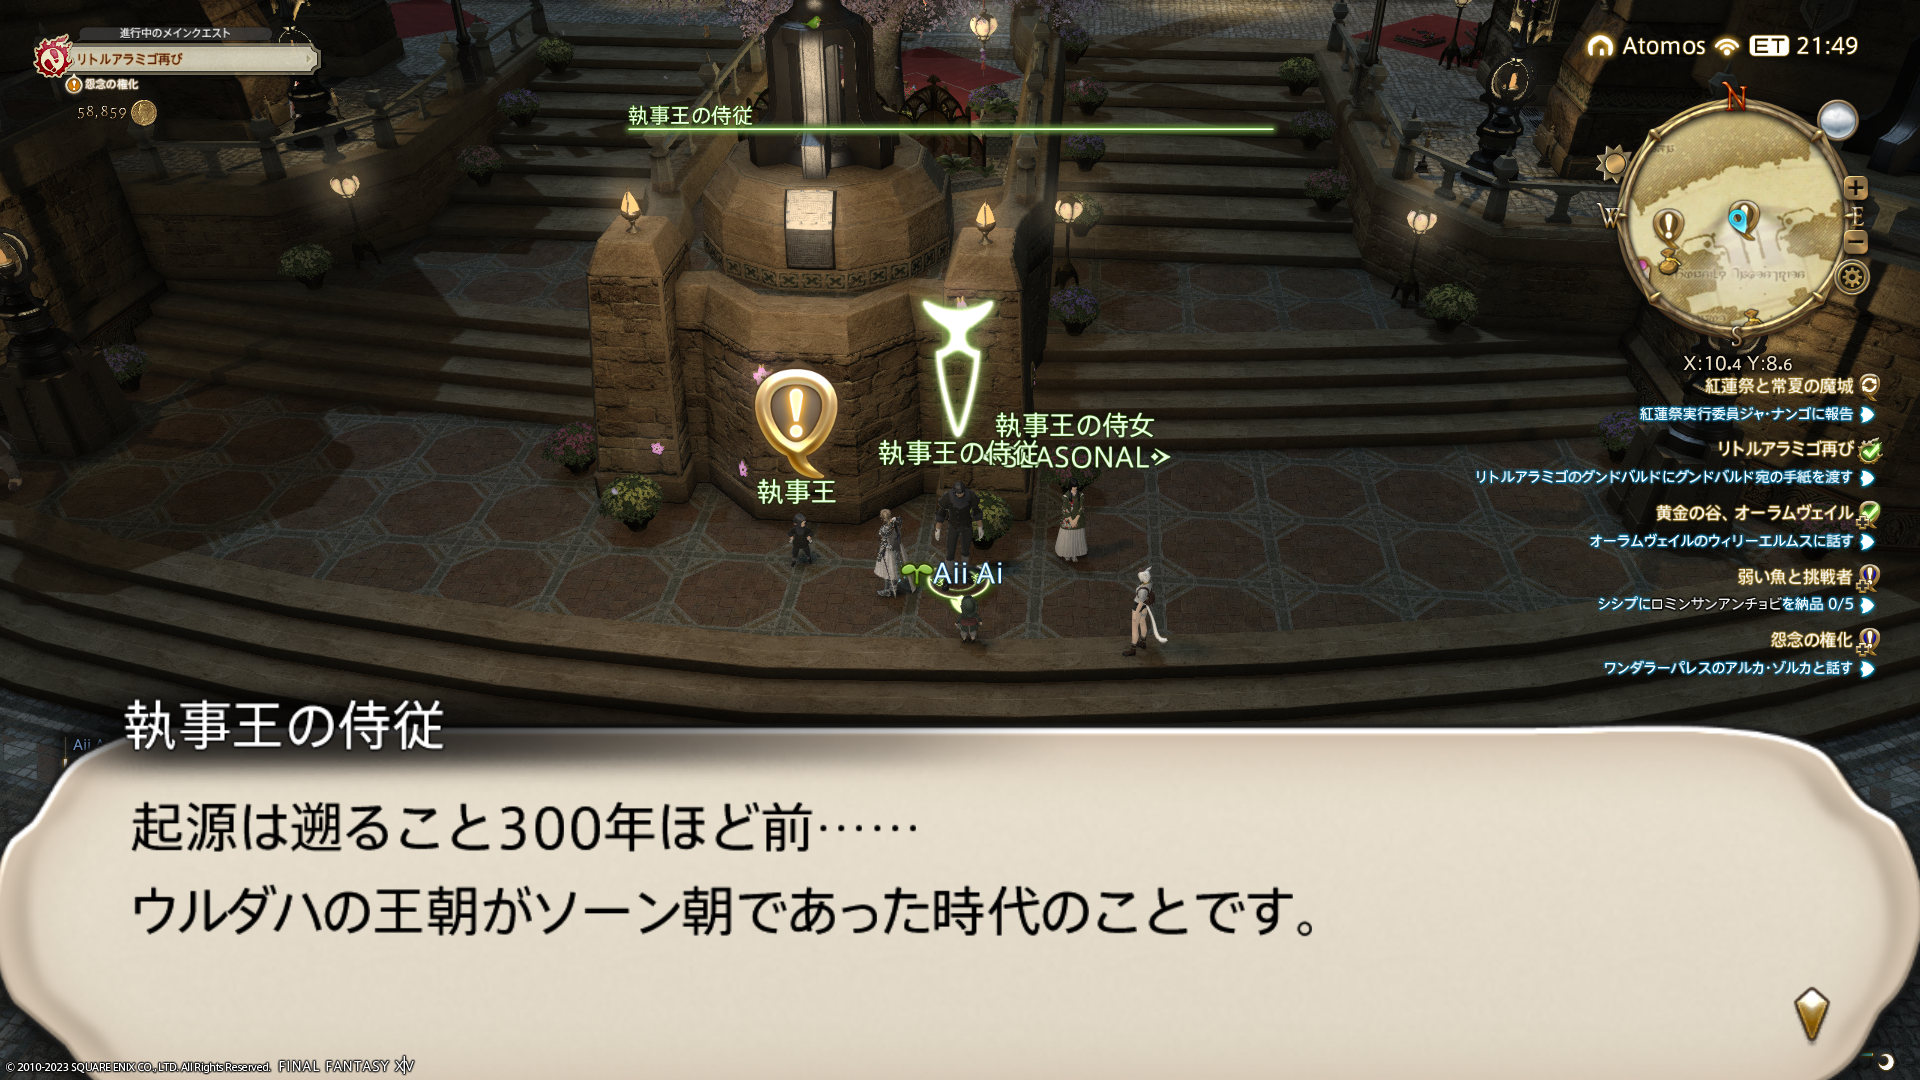 進行中のメインクエスト
リトルアラミゴ再び
怨念の権化
58,859
執事王の侍従
Atomos
ET 21:49
N
W
E
S
X:10.4 Y:8.6
紅蓮祭と常夏の魔城
紅蓮祭実行委員ジャ・ナンゴに報告
リトルアラミゴ再び
リトルアラミゴのグンドバルドにグンドバルド宛の手紙を渡す
黄金の谷、オーラムヴェイル
オーラムヴェイルのウィリーエルムスに話す
弱い魚と挑戦者
シシプにロミンサンアンチョビを納品 0/5
怨念の権化
ワンダラーパレスのアルカ・ゾルカと話す
執事王の侍女
執事王の侍従
SEASONAL>
執事王
Aii Ai
執事王の侍従
起源は遡ること300年ほど前……
ウルダハの王朝がソーン朝であった時代のことです。
© 2010-2023 SQUARE ENIX CO., LTD. All Rights Reserved. FINAL FANTASY XIV